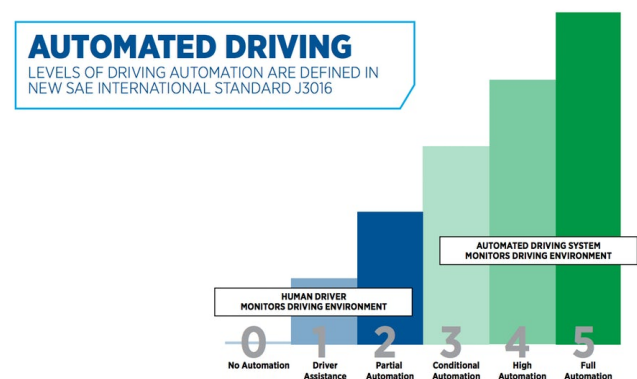 AUTOMATED DRIVING
LEVELS OF DRIVING AUTOMATION ARE DEFINED IN
NEW SAE INTERNATIONAL STANDARD J3016
AUTOMATED DRIVING SYSTEM
MONITORS DRIVING ENVIRONMENT
HUMAN DRIVER
MONITORS DRIVING ENVIRONMENT
0
No Automation
1
Driver
Assistance
2
Partial
Automation
3
Conditional
Automation
4
High
Automation
5
Full
Automation